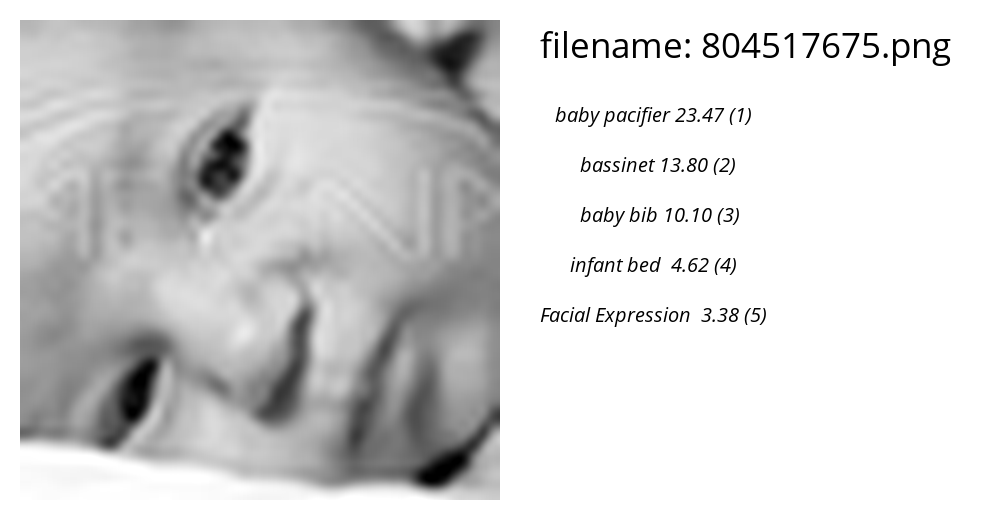 filename: 804517675.png
baby pacifier 23.47 (1)
bassinet 13.80 (2)
baby bib 10.10 (3)
infant bed 4.62 (4)
Facial Expression 3.38 (5)